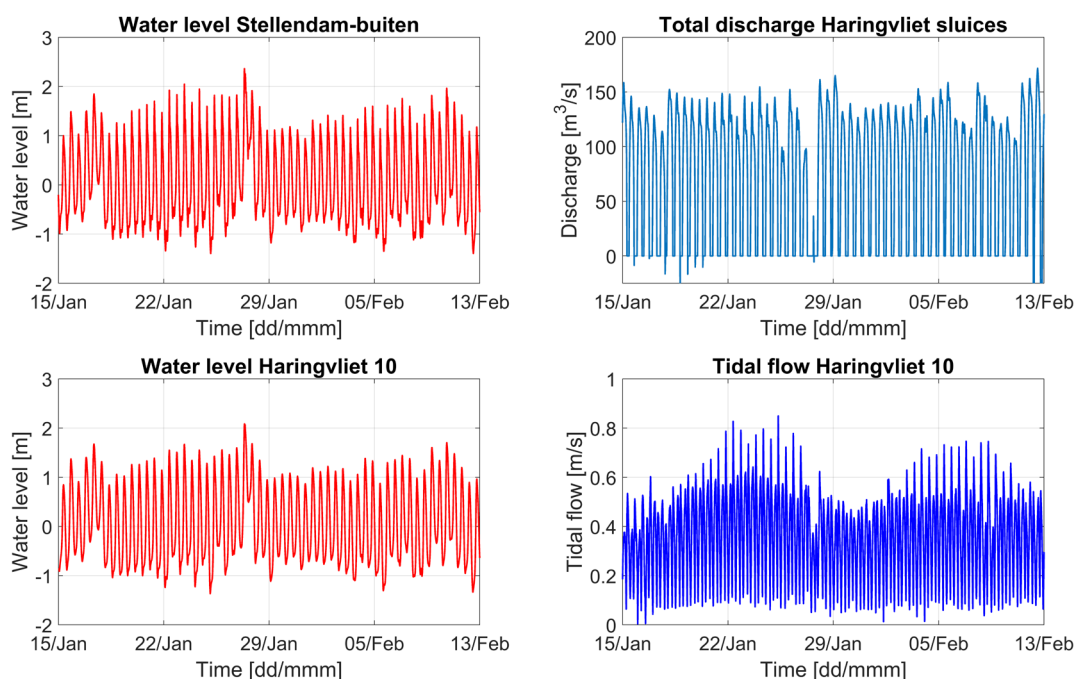 Water level Stellendam-buiten
Water level [m]
3
2
1
0
-1
-2
15/Jan 22/Jan 29/Jan 05/Feb 13/Feb
Time [dd/mmm]
Total discharge Haringvliet sluices
Discharge [m³/s]
200
150
100
50
0
15/Jan 22/Jan 29/Jan 05/Feb 13/Feb
Time [dd/mmm]
Water level Haringvliet 10
Water level [m]
3
2
1
0
-1
-2
15/Jan 22/Jan 29/Jan 05/Feb 13/Feb
Time [dd/mmm]
Tidal flow Haringvliet 10
Tidal flow [m/s]
1
0.8
0.6
0.4
0.2
0
15/Jan 22/Jan 29/Jan 05/Feb 13/Feb
Time [dd/mmm]